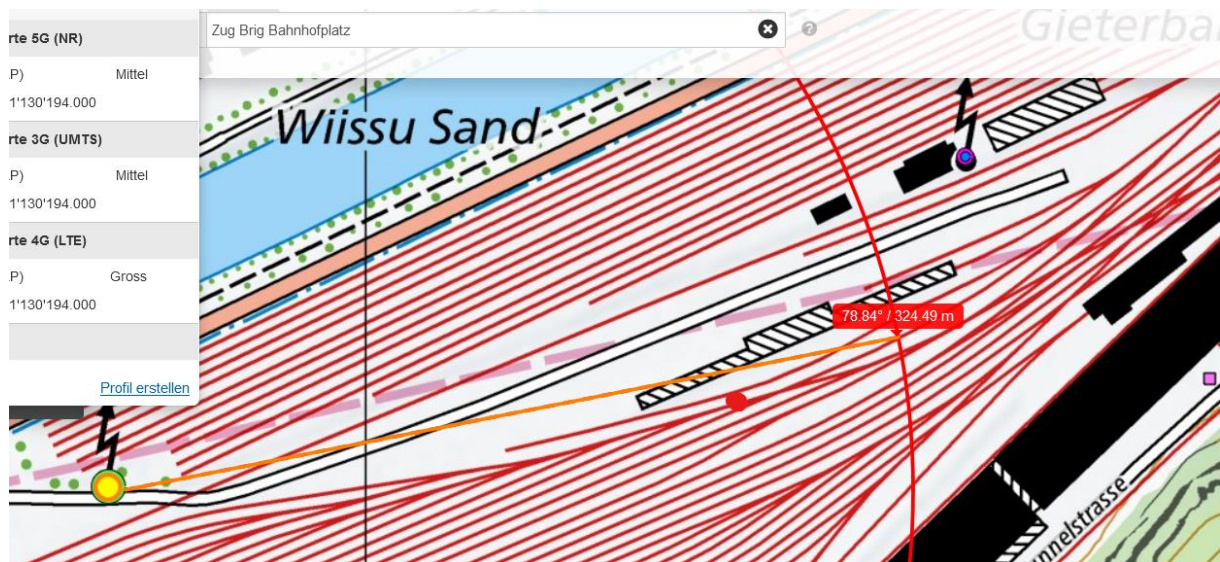 rte 5G (NR)
.P) Mittel
1'130'194.000
rte 3G (UMTS)
.P) Mittel
1'130'194.000
rte 4G (LTE)
.P) Gross
1'130'194.000
Profil erstellen
Zug Brig Bahnhofplatz
?
Gieterba
Wiissu Sand
78.84° / 324.49 m
nnelstrasse